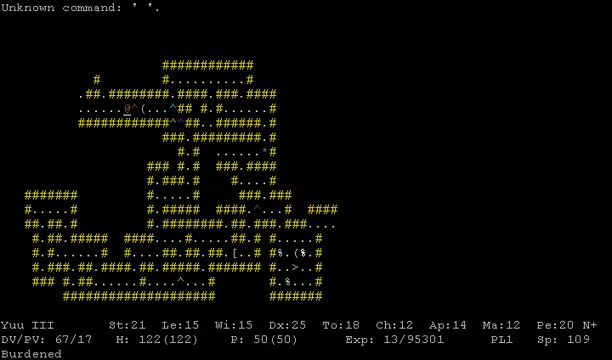 Unknown command: ' '.
Yuu III St:21 Le:15 Wi:15 Dx:25 To:18 Ch:12 Ap:14 Ma:12 Pe:20 N+
DV/PV: 67/17 H: 122(122) P: 50(50) Exp: 13/95301 PL1 Sp: 109
Burdened